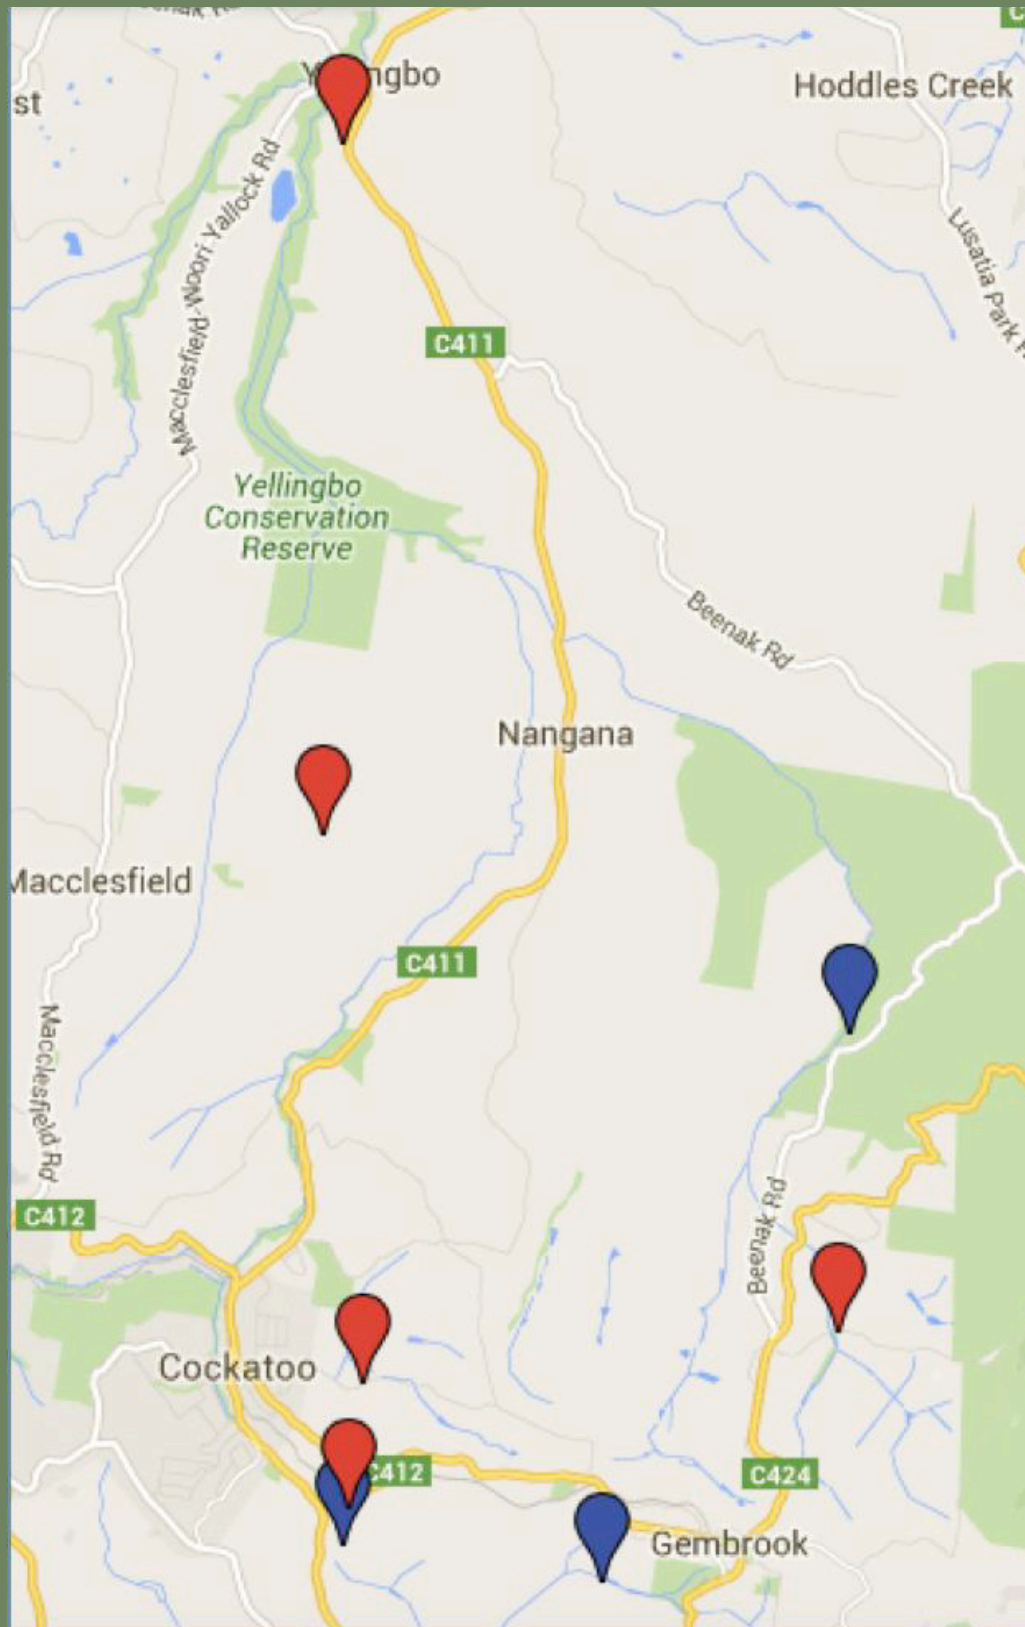 Hoddles Creek
st
Macclesfield-Woori Yallock Rd
Lusatia Park
C411
Yellingbo
Conservation
Reserve
Beenak Rd
Nangana
Macclesfield
C411
Macclesfield Rd
C412
Beenak Rd
Cockatoo
C412
C424
Gembrook